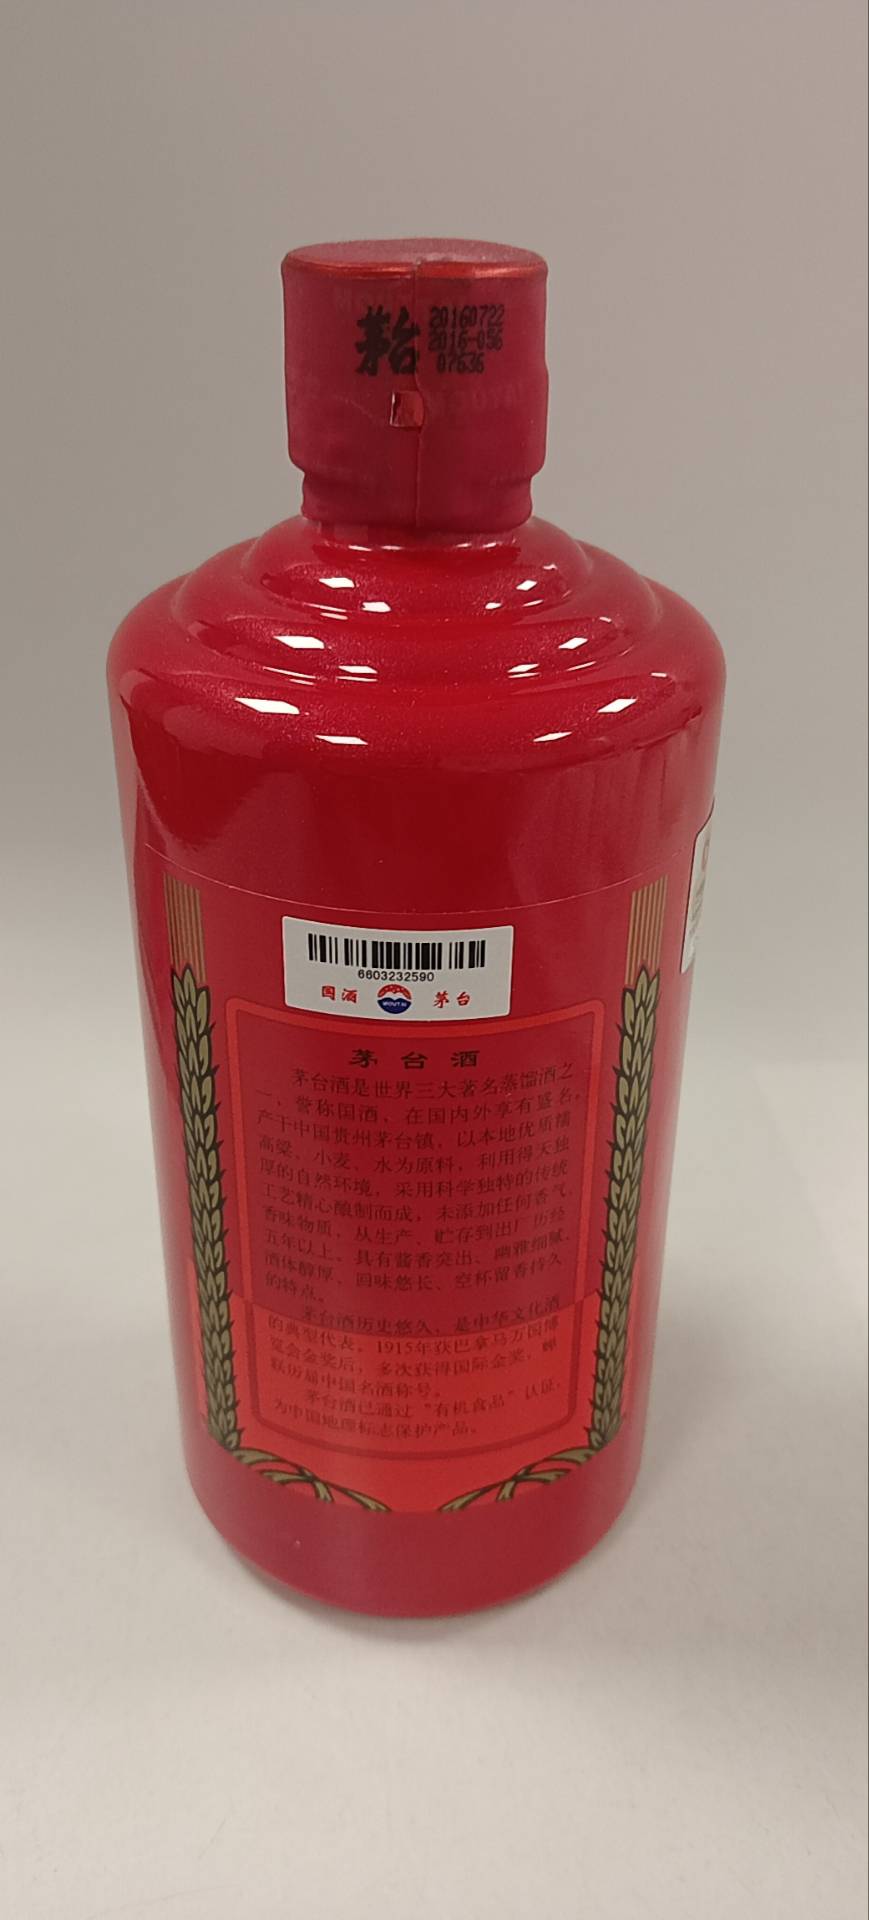 茅台
20160722
2016-056
07636
6603232590
国酒 MOUTAI 茅台
茅台酒
茅台酒是世界三大著名蒸馏酒之
一，誉称国酒，在国内外享有盛名。
产于中国贵州茅台镇，以本地优质糯
高粱、小麦、水为原料，利用得天独
厚的自然环境，采用科学独特的传统
工艺精心酿制而成，未添加任何香气、
香味物质，从生产、贮存到出厂历经
五年以上。具有酱香突出、幽雅细腻、
酒体醇厚、回味悠长、空杯留香持久
的特点。
茅台酒历史悠久，是中华文化酒
的典型代表。1915年获巴拿马万国博
览会金奖后，多次获得国际金奖，蝉
联历届中国名酒称号。
茅台酒已通过“有机食品”认证，
为中国地理标志保护产品。